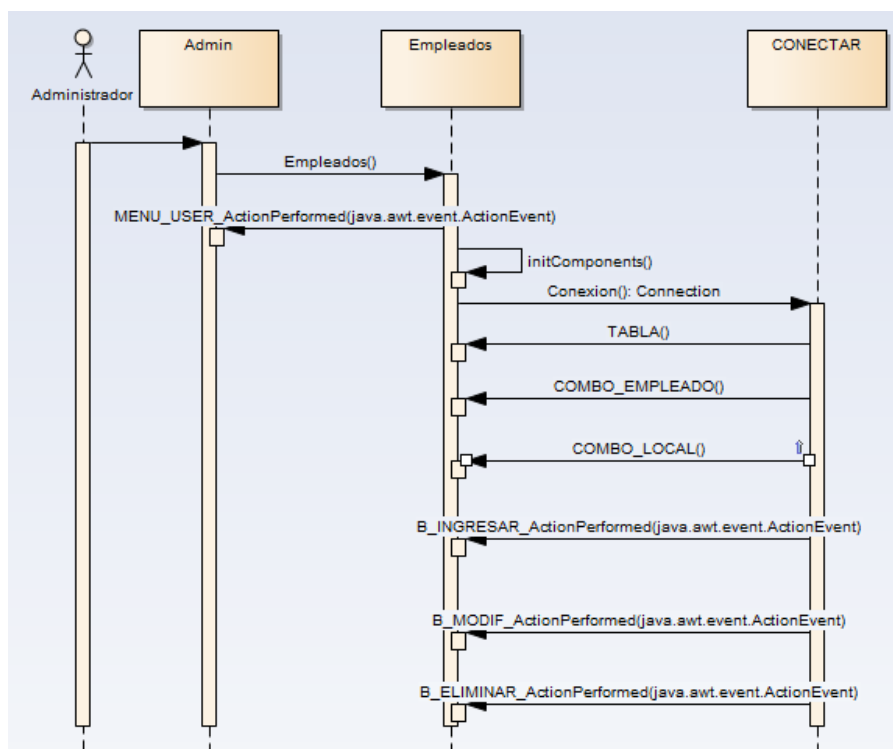 Admin
Empleados
CONECTAR
Administrador
Empleados()
MENU_USER_ActionPerformed(java.awt.event.ActionEvent)
initComponents()
Conexion(): Connection
TABLA()
COMBO_EMPLEADO()
COMBO_LOCAL()
B_INGRESAR_ActionPerformed(java.awt.event.ActionEvent)
B_MODIF_ActionPerformed(java.awt.event.ActionEvent)
B_ELIMINAR_ActionPerformed(java.awt.event.ActionEvent)